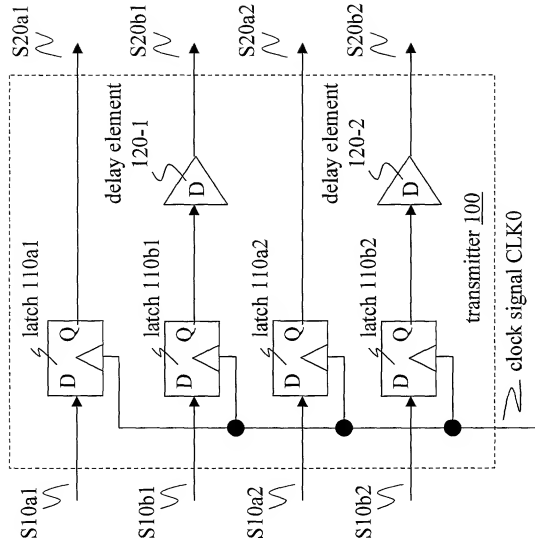 S10a1
latch 110a1
D
Q
S20a1
S10b1
latch 110b1
D
Q
delay element
120-1
D
S20b1
S10a2
latch 110a2
D
Q
S20a2
S10b2
latch 110b2
D
Q
delay element
120-2
D
S20b2
transmitter 100
clock signal CLK0